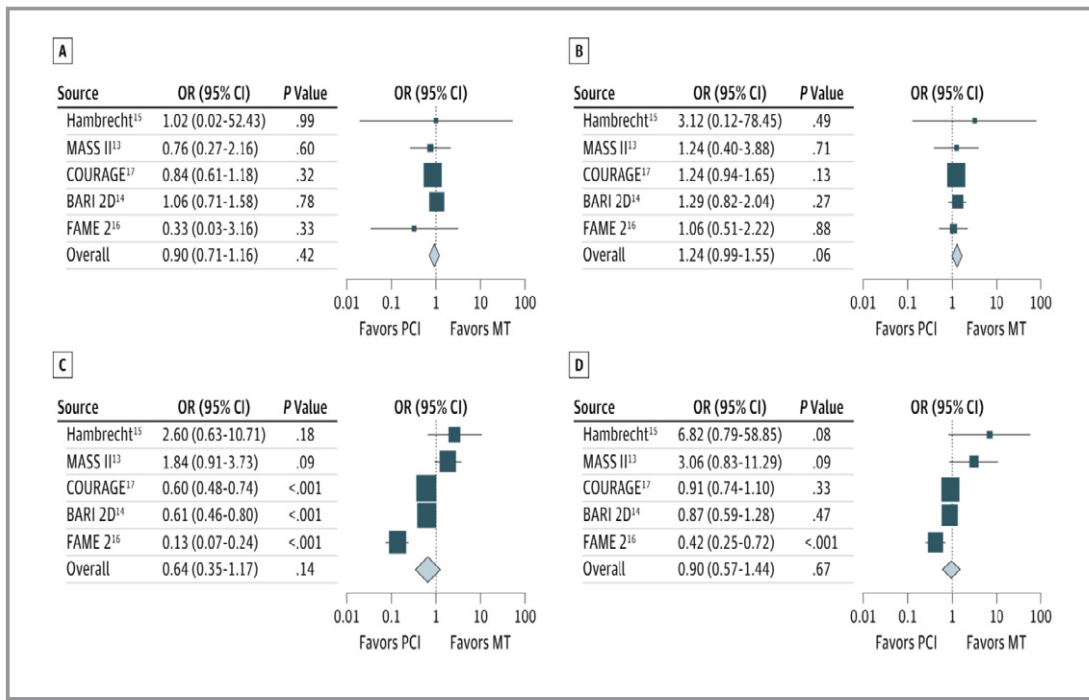 A
Source OR (95% CI) P Value OR (95% CI)
Hambrecht¹⁵ 1.02 (0.02-52.43) .99
MASS II¹³ 0.76 (0.27-2.16) .60
COURAGE¹⁷ 0.84 (0.61-1.18) .32
BARI 2D¹⁴ 1.06 (0.71-1.58) .78
FAME 2¹⁶ 0.33 (0.03-3.16) .33
Overall 0.90 (0.71-1.16) .42
0.01 0.1 1 10 100
Favors PCI Favors MT
B
Source OR (95% CI) P Value OR (95% CI)
Hambrecht¹⁵ 3.12 (0.12-78.45) .49
MASS II¹³ 1.24 (0.40-3.88) .71
COURAGE¹⁷ 1.24 (0.94-1.65) .13
BARI 2D¹⁴ 1.29 (0.82-2.04) .27
FAME 2¹⁶ 1.06 (0.51-2.22) .88
Overall 1.24 (0.99-1.55) .06
0.01 0.1 1 10 100
Favors PCI Favors MT
C
Source OR (95% CI) P Value OR (95% CI)
Hambrecht¹⁵ 2.60 (0.63-10.71) .18
MASS II¹³ 1.84 (0.91-3.73) .09
COURAGE¹⁷ 0.60 (0.48-0.74) <.001
BARI 2D¹⁴ 0.61 (0.46-0.80) <.001
FAME 2¹⁶ 0.13 (0.07-0.24) <.001
Overall 0.64 (0.35-1.17) .14
0.01 0.1 1 10 100
Favors PCI Favors MT
D
Source OR (95% CI) P Value OR (95% CI)
Hambrecht¹⁵ 6.82 (0.79-58.85) .08
MASS II¹³ 3.06 (0.83-11.29) .09
COURAGE¹⁷ 0.91 (0.74-1.10) .33
BARI 2D¹⁴ 0.87 (0.59-1.28) .47
FAME 2¹⁶ 0.42 (0.25-0.72) <.001
Overall 0.90 (0.57-1.44) .67
0.01 0.1 1 10 100
Favors PCI Favors MT